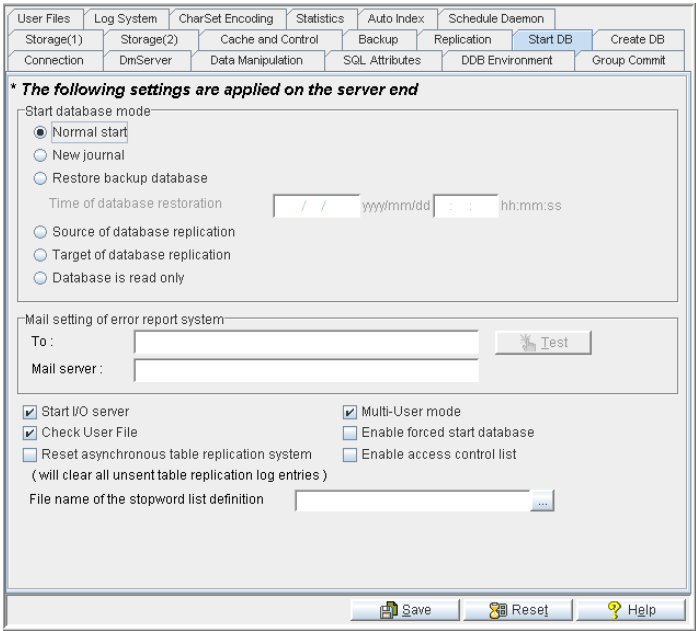 User Files Log System CharSet Encoding Statistics Auto Index Schedule Daemon
Storage(1) Storage(2) Cache and Control Backup Replication Start DB Create DB
Connection DmServer Data Manipulation SQL Attributes DDB Environment Group Commit
* The following settings are applied on the server end
Start database mode
Normal start
New journal
Restore backup database
Time of database restoration / / yyyy/mm/dd : : hh:mm:ss
Source of database replication
Target of database replication
Database is read only
Mail setting of error report system
To : Test
Mail server :
Start I/O server Multi-User mode
Check User File Enable forced start database
Reset asynchronous table replication system Enable access control list
( will clear all unsent table replication log entries )
File name of the stopword list definition ...
Save Reset Help